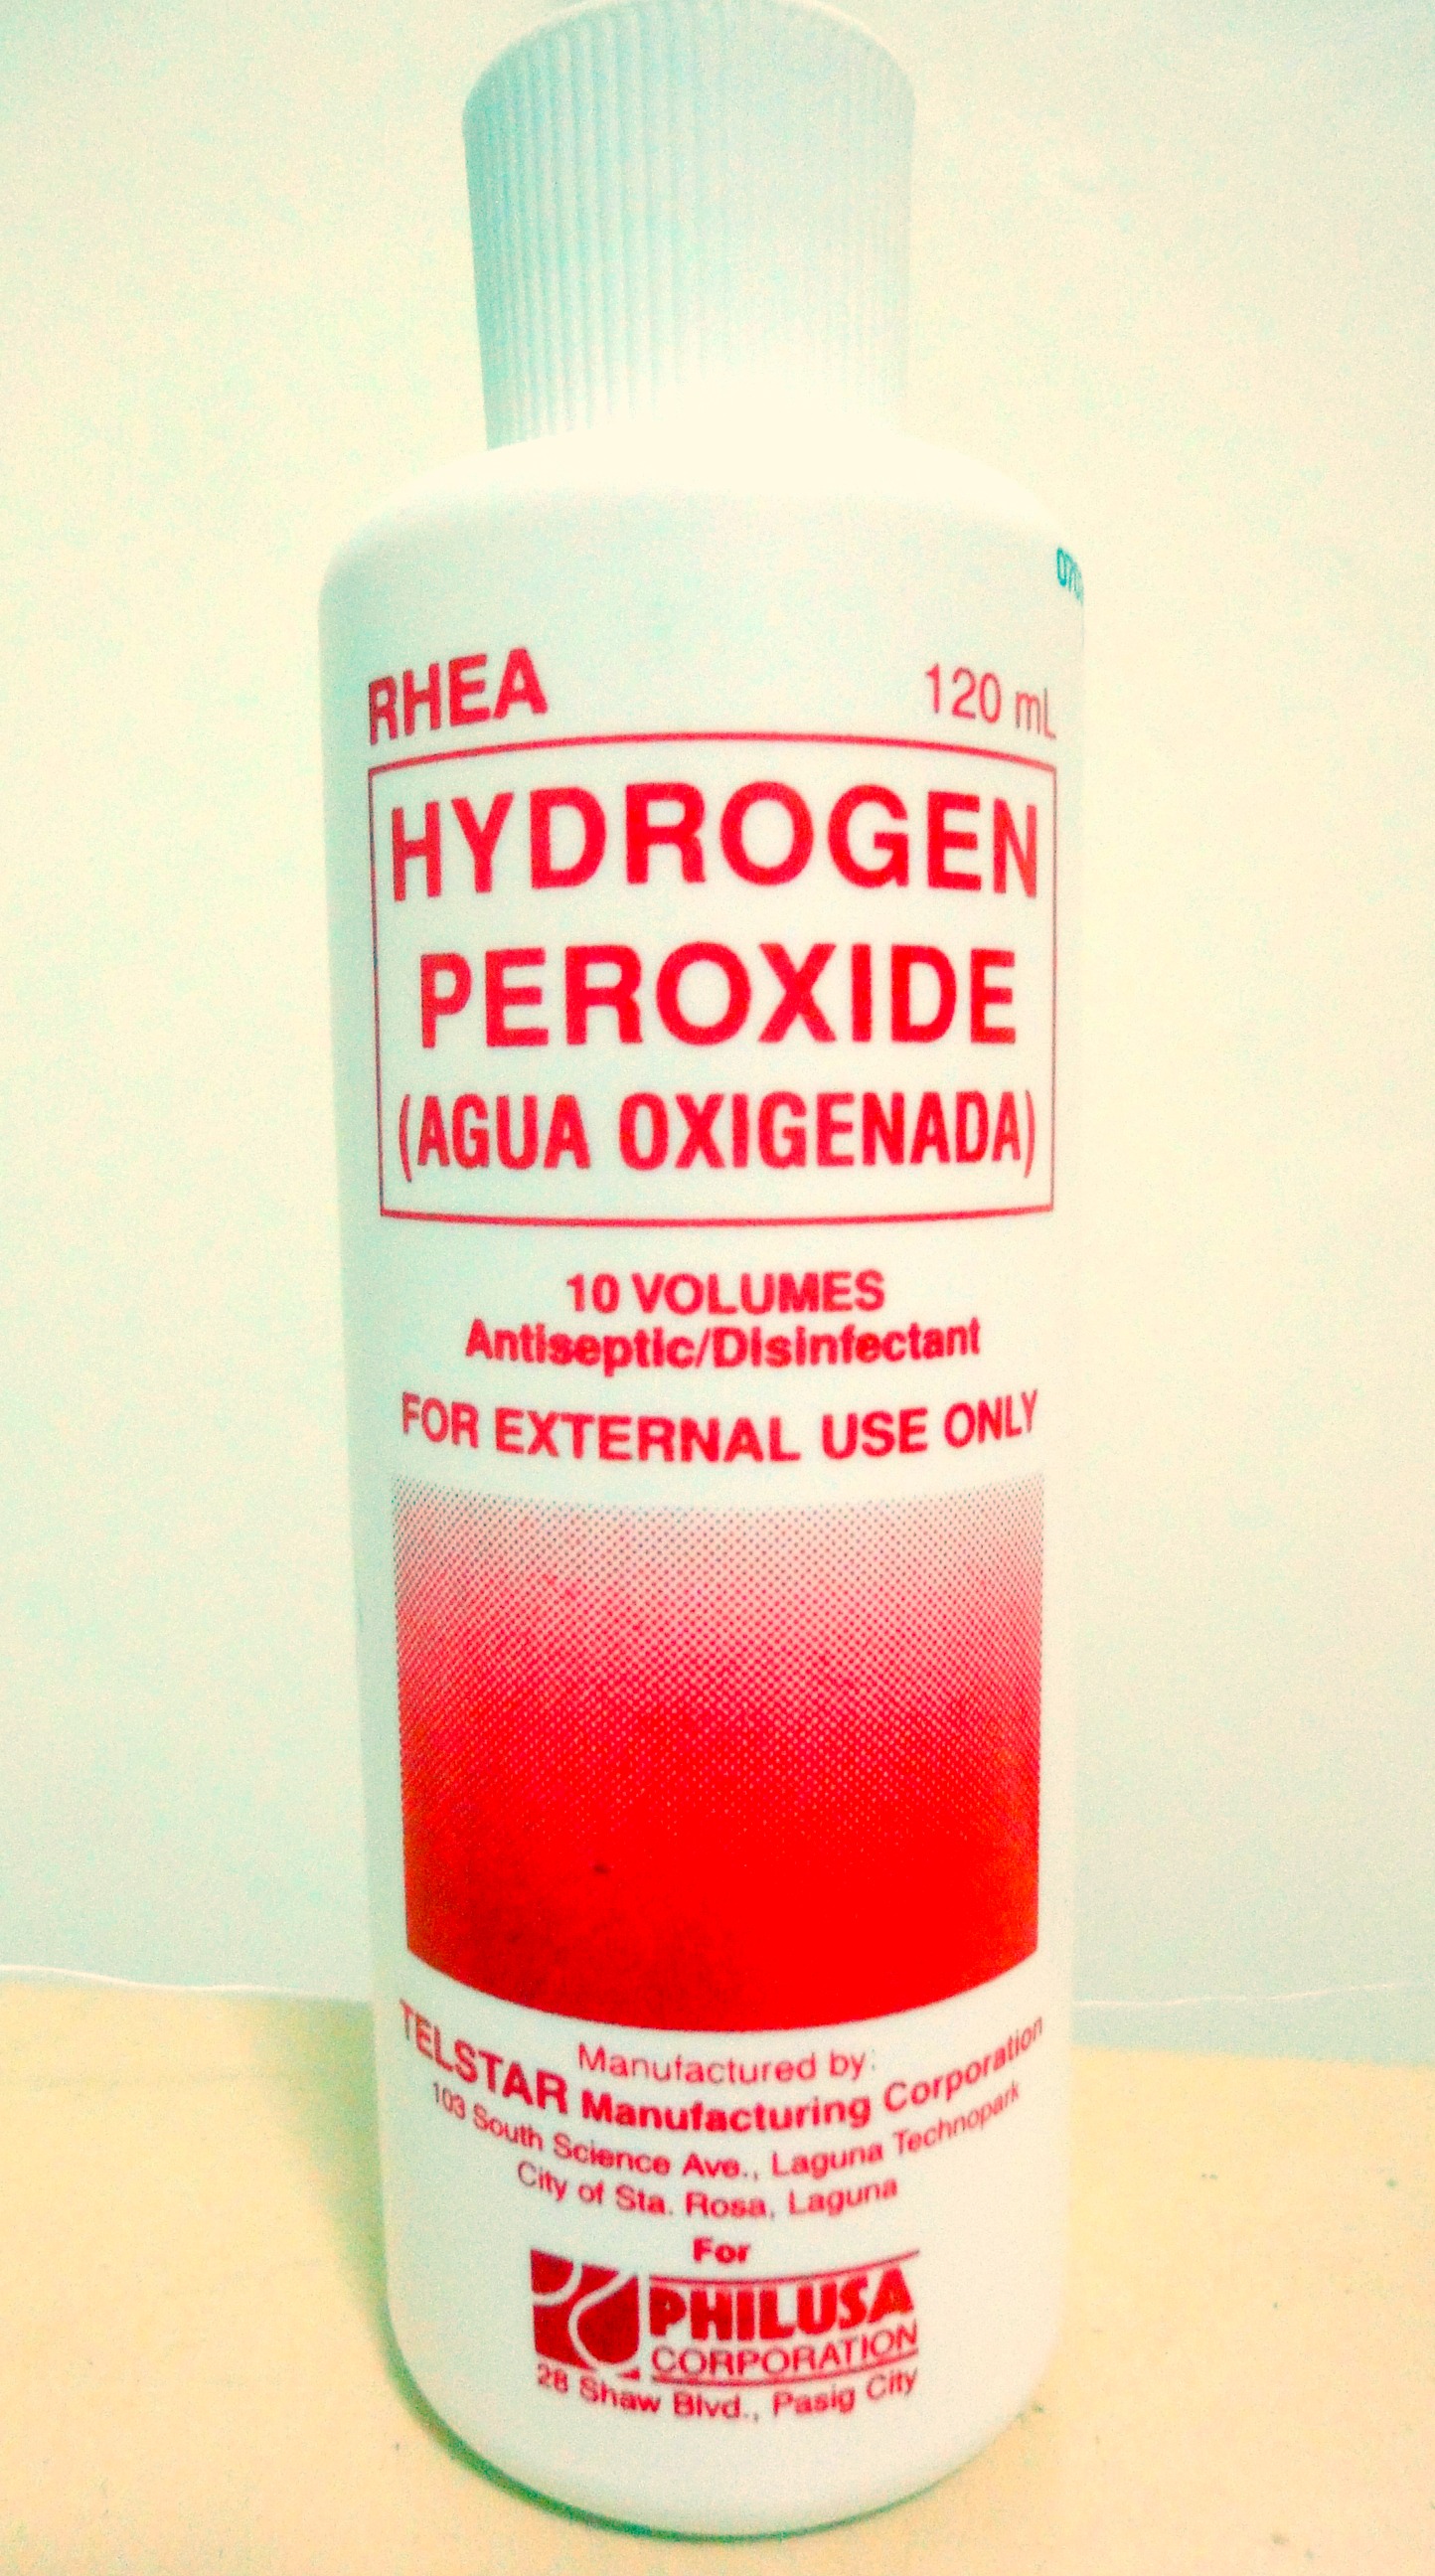 RHEA 120 mL
HYDROGEN
PEROXIDE
(AGUA OXIGENADA)
10 VOLUMES
Antiseptic/Disinfectant
FOR EXTERNAL USE ONLY
Manufactured by:
TELSTAR Manufacturing Corporation
103 South Science Ave., Laguna Technopark
City of Sta. Rosa, Laguna
For
PHILUSA
CORPORATION
28 Shaw Blvd., Pasig City